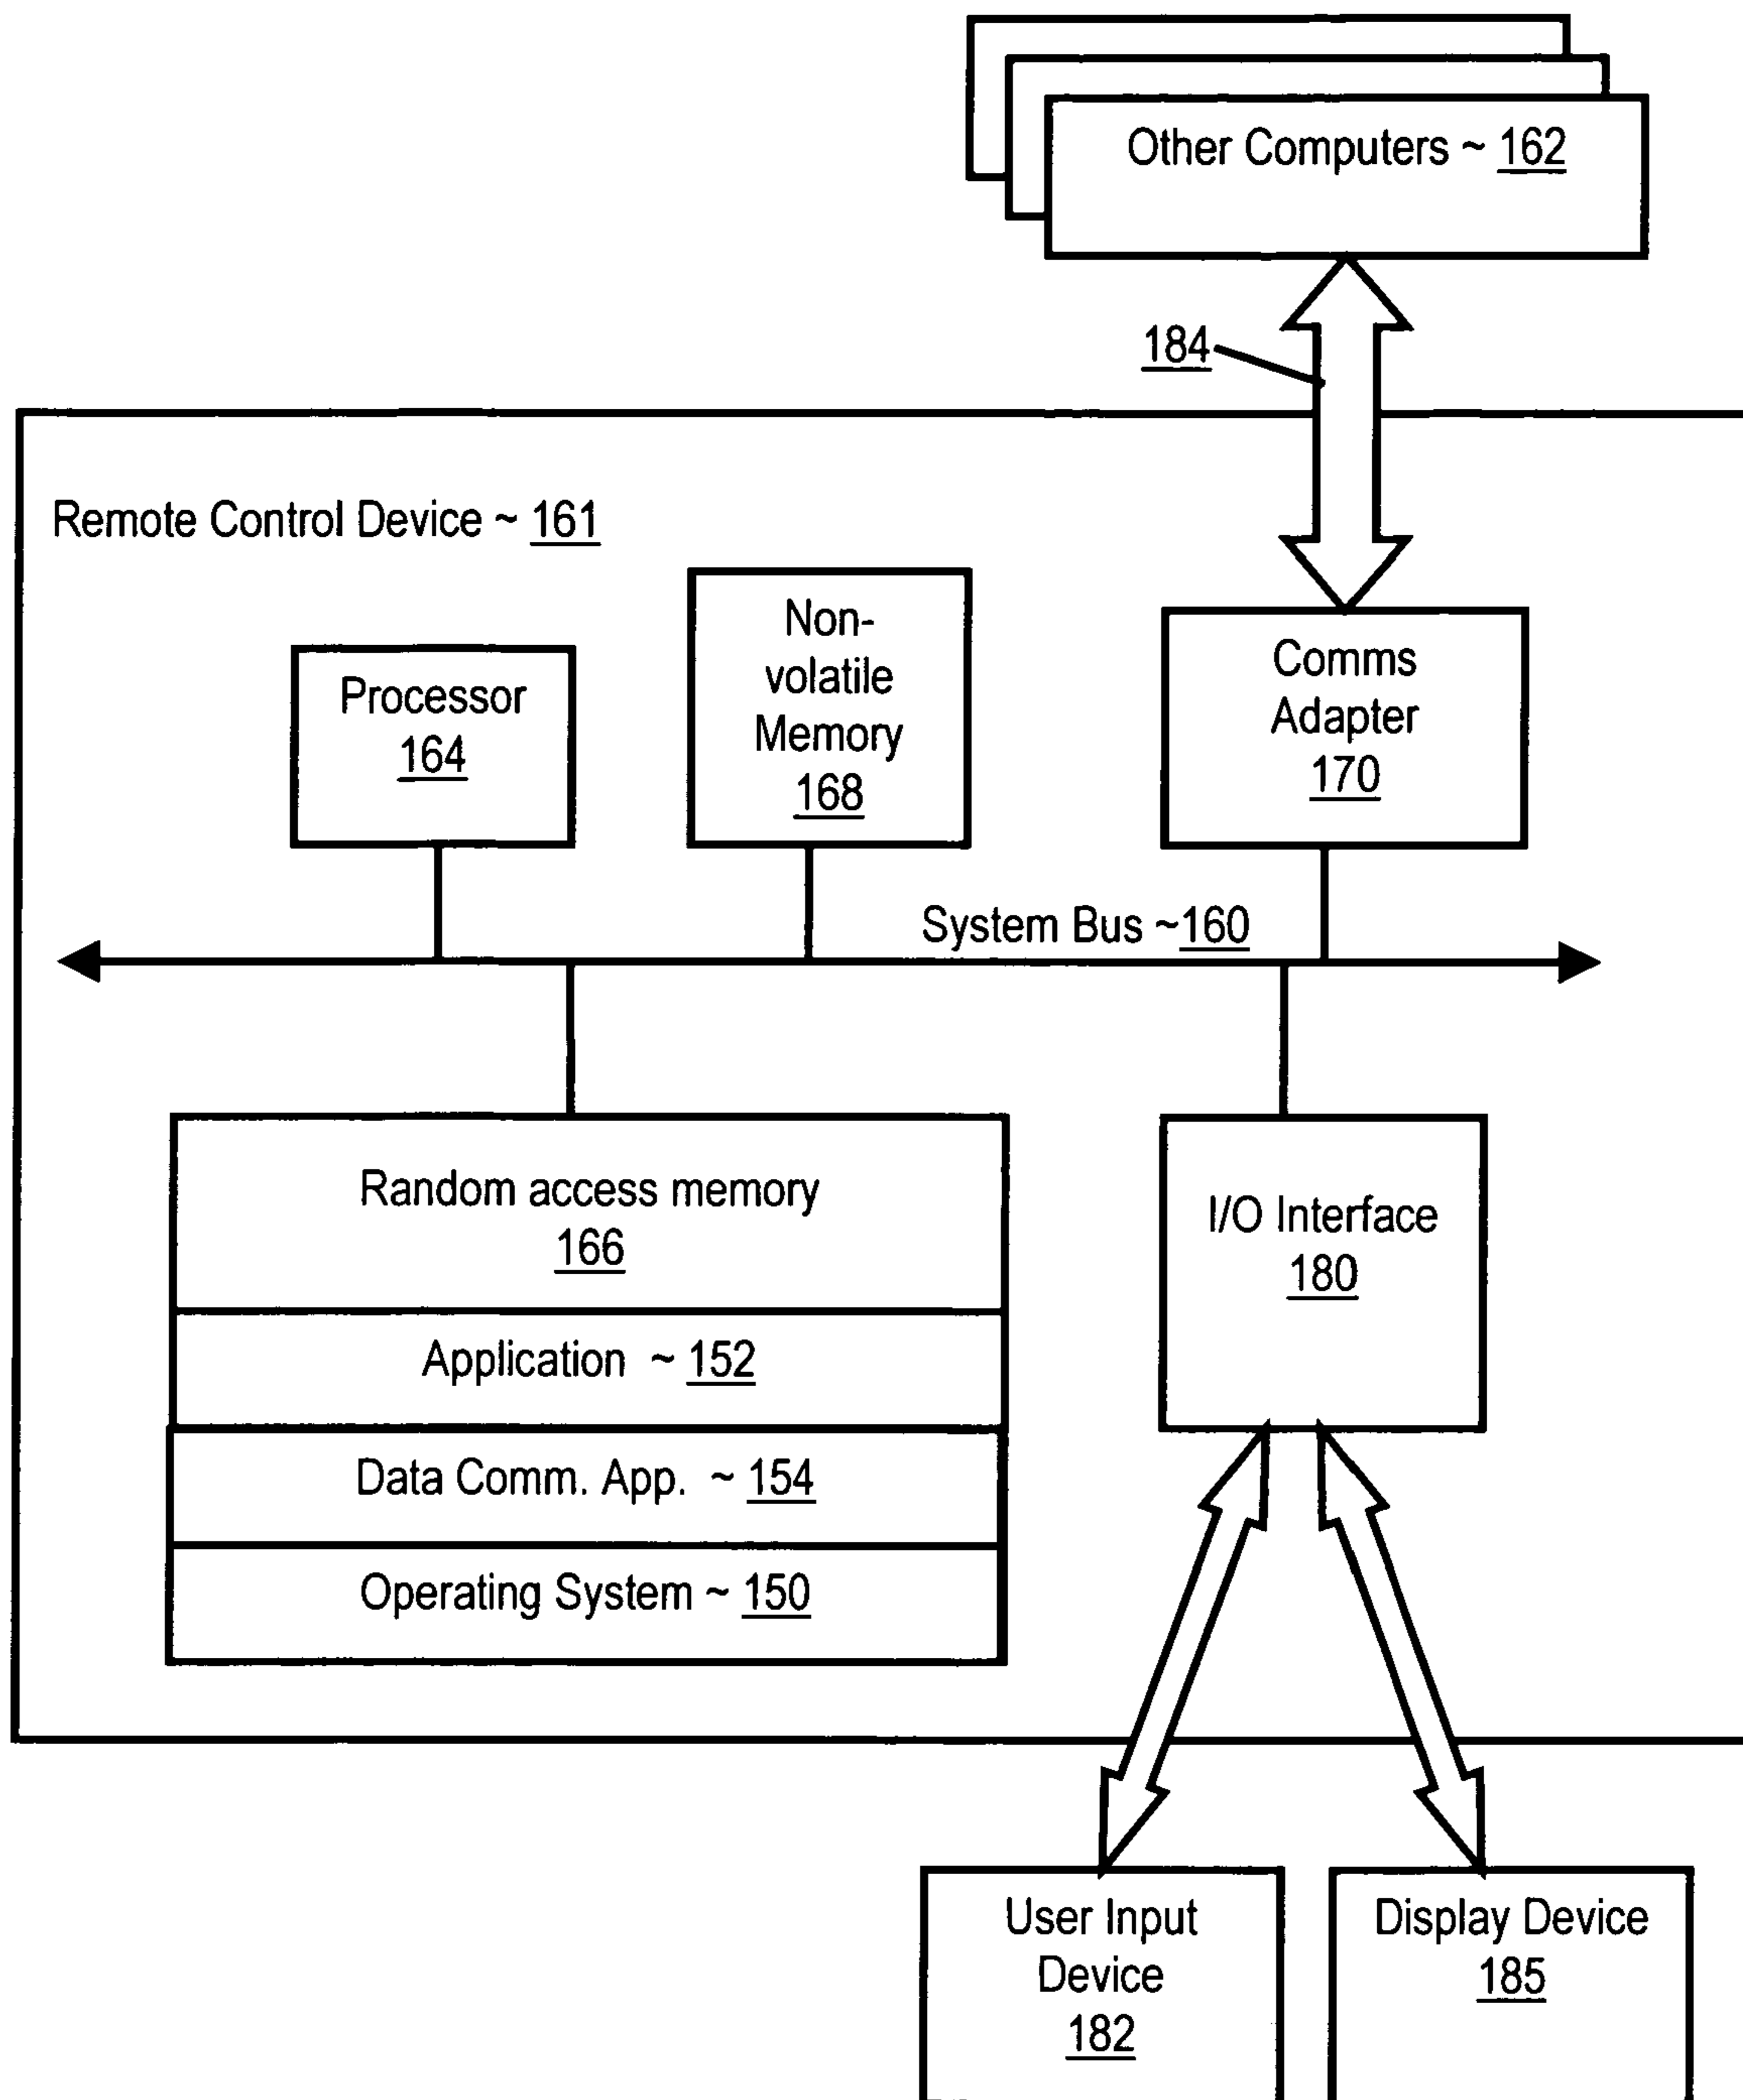 Other Computers ~ 162
184
Remote Control Device ~ 161
Processor
164
Non-
volatile
Memory
168
Comms
Adapter
170
System Bus ~160
Random access memory
166
Application ~ 152
Data Comm. App. ~ 154
Operating System ~ 150
I/O Interface
180
User Input
Device
182
Display Device
185